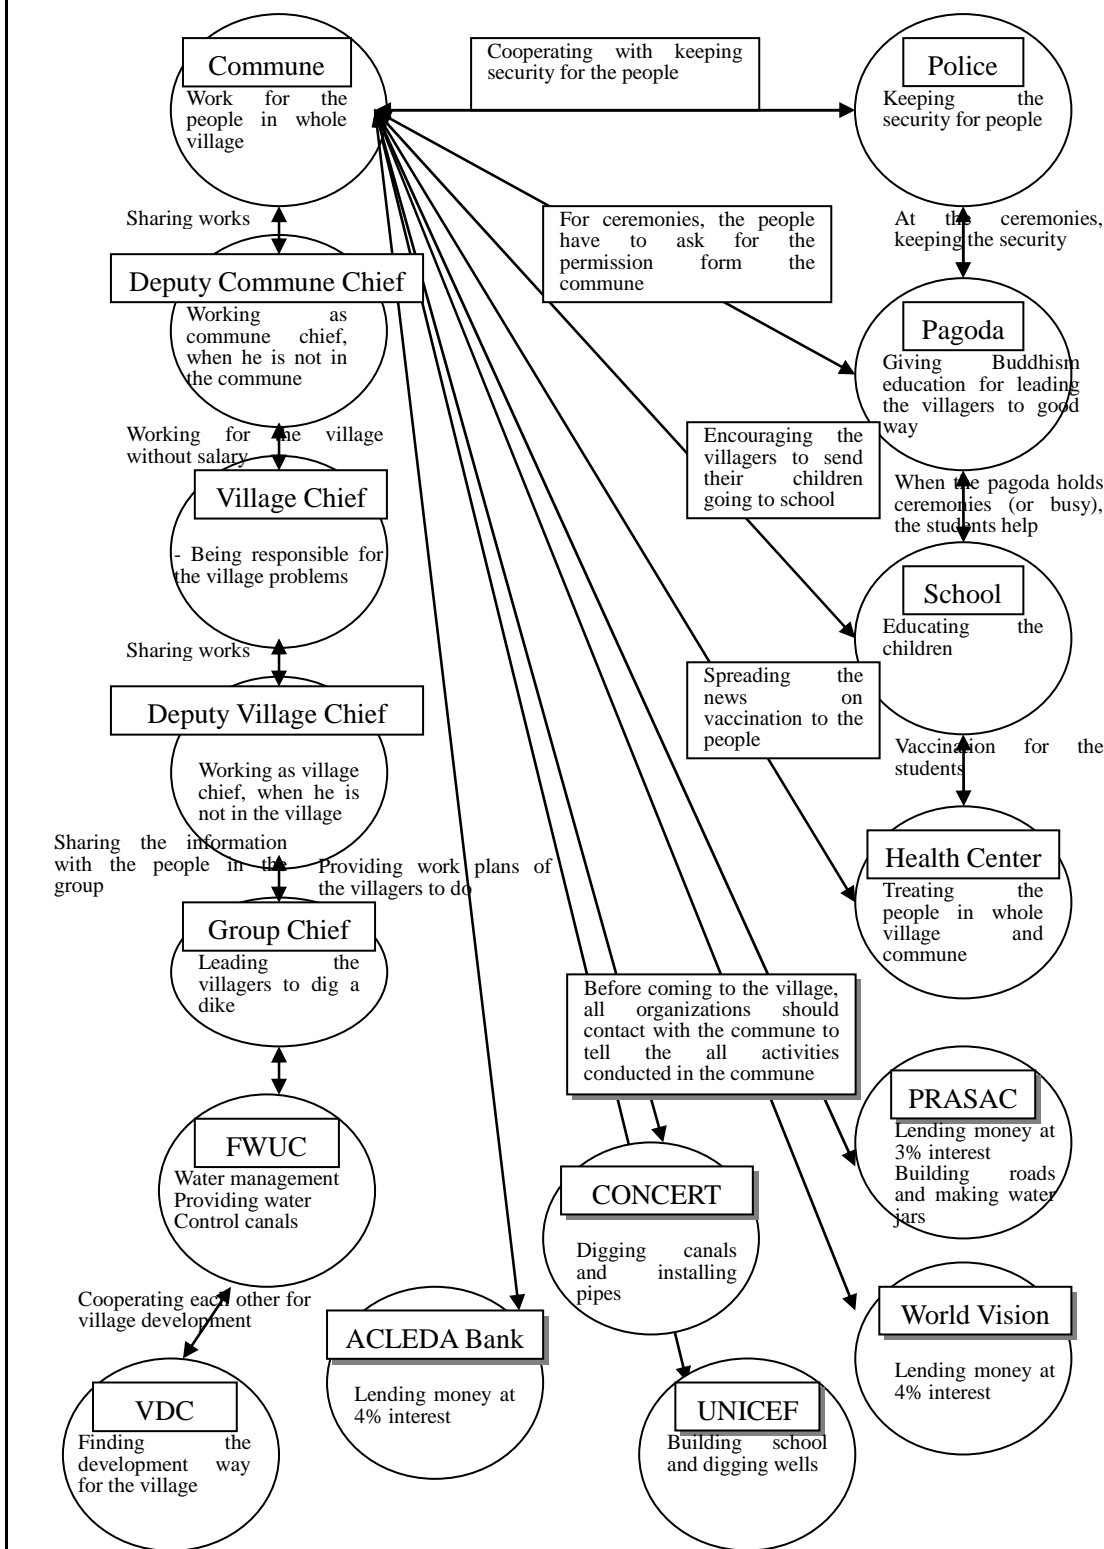 Commune
Work for the
people in whole
village
Cooperating with keeping
security for the people
Police
Keeping the
security for people
Sharing works
For ceremonies, the people
have to ask for the
permission form the
commune
At the ceremonies,
keeping the security
Deputy Commune Chief
Working as
commune chief,
when he is not in
the commune
Pagoda
Giving Buddhism
education for leading
the villagers to good
way
Working for the village
without salary
Encouraging the
villagers to send
their children
going to school
When the pagoda holds
ceremonies (or busy),
the students help
Village Chief
- Being responsible for
the village problems
School
Educating the
children
Sharing works
Spreading the
news on
vaccination to the
people
Vaccination for the
students
Deputy Village Chief
Working as village
chief, when he is
not in the village
Sharing the information
with the people in the
group
Providing work plans of
the villagers to do
Health Center
Treating the
people in whole
village and
commune
Group Chief
Leading the
villagers to dig a
dike
Before coming to the village,
all organizations should
contact with the commune to
tell the all activities
conducted in the commune
PRASAC
Lending money at
3% interest
Building roads
and making water
jars
FWUC
Water management
Providing water
Control canals
CONCERT
Digging canals
and installing
pipes
Cooperating each other for
village development
ACLEDA Bank
Lending money at
4% interest
World Vision
Lending money at
4% interest
VDC
Finding the
development way
for the village
UNICEF
Building school
and digging wells